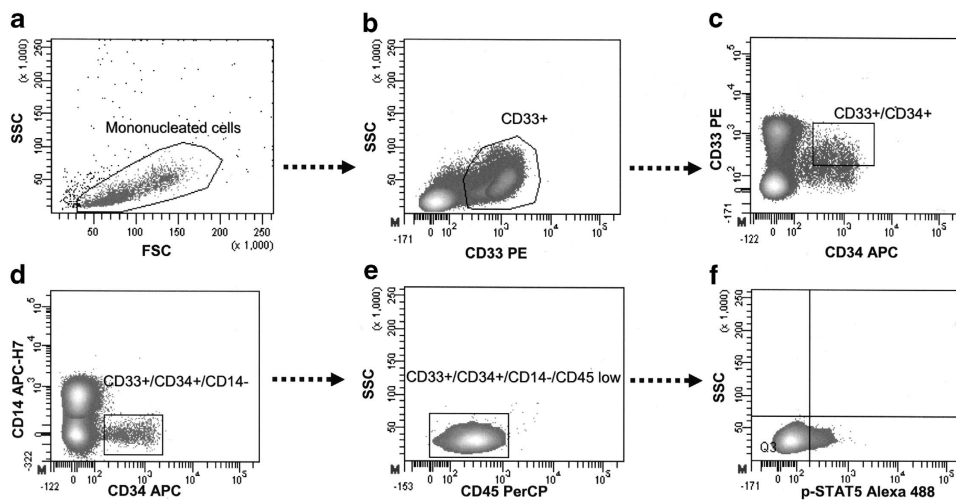 a
SSC
(x 1,000)
50 100 150 200 250
Mononucleated cells
50 100 150 200 250
(x 1,000)
FSC
b
SSC
(x 1,000)
50 100 150 200 250
CD33+
-171 0 10² 10³ 10⁴ 10⁵
CD33 PE
c
CD33 PE
-171 0 10² 10³ 10⁴ 10⁵
CD33+/CD34+
-122 0 10² 10³ 10⁴ 10⁵
CD34 APC
d
CD14 APC-H7
-322 0 10² 10³ 10⁴ 10⁵
CD33+/CD34+/CD14-
-122 0 10² 10³ 10⁴ 10⁵
CD34 APC
e
SSC
(x 1,000)
50 100 150 200 250
CD33+/CD34+/CD14-/CD45 low
-153 0 10² 10³ 10⁴ 10⁵
CD45 PerCP
f
SSC
(x 1,000)
50 100 150 200 250
Q3
-171 0 10² 10³ 10⁴ 10⁵
p-STAT5 Alexa 488